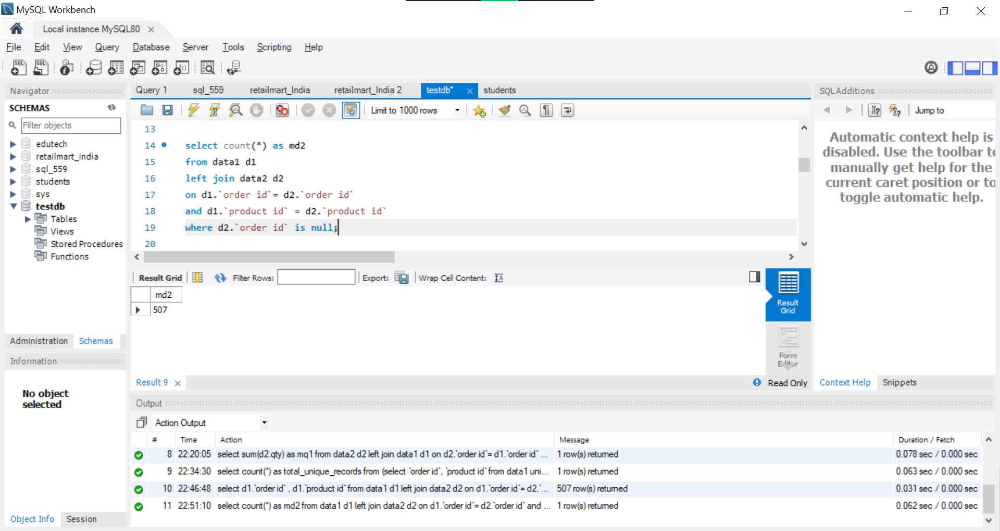 MySQL Workbench
Local instance MySQL80
File Edit View Query Database Server Tools Scripting Help
Navigator
SCHEMAS
Filter objects
edutech
retailmart_india
sql_559
students
sys
testdb
Tables
Views
Stored Procedures
Functions
Administration Schemas
Information
No object
selected
Object Info Session
Query 1 sql_559 retailmart_India retailmart_India 2 testdb* students
Limit to 1000 rows
13
14 select count(*) as md2
15 from data1 d1
16 left join data2 d2
17 on d1.`order id`= d2.`order id`
18 and d1.`product id` = d2.`product id`
19 where d2.`order id` is null;
20
Result Grid Filter Rows: Export: Wrap Cell Content:
md2
507
Result
Grid
Form
Editor
Result 9 Read Only
SQLAdditions
Jump to
Automatic context help is
disabled. Use the toolbar to
manually get help for the
current caret position or to
toggle automatic help.
Context Help Snippets
Output
Action Output
# Time Action Message Duration / Fetch
8 22:20:05 select sum(d2.qty) as mq1 from data2 d2 left join data1 d1 on d2.`order id`= d1.`order id` ... 1 row(s) returned 0.078 sec / 0.000 sec
9 22:34:30 select count(*) as total_unique_records from (select `order id`, `product id` from data1 uni... 1 row(s) returned 0.063 sec / 0.000 sec
10 22:46:48 select d1.`order id` , d1.`product id` from data1 d1 left join data2 d2 on d1.`order id`= d2.`... 507 row(s) returned 0.031 sec / 0.000 sec
11 22:51:10 select count(*) as md2 from data1 d1 left join data2 d2 on d1.`order id`= d2.`order id` and ... 1 row(s) returned 0.062 sec / 0.000 sec